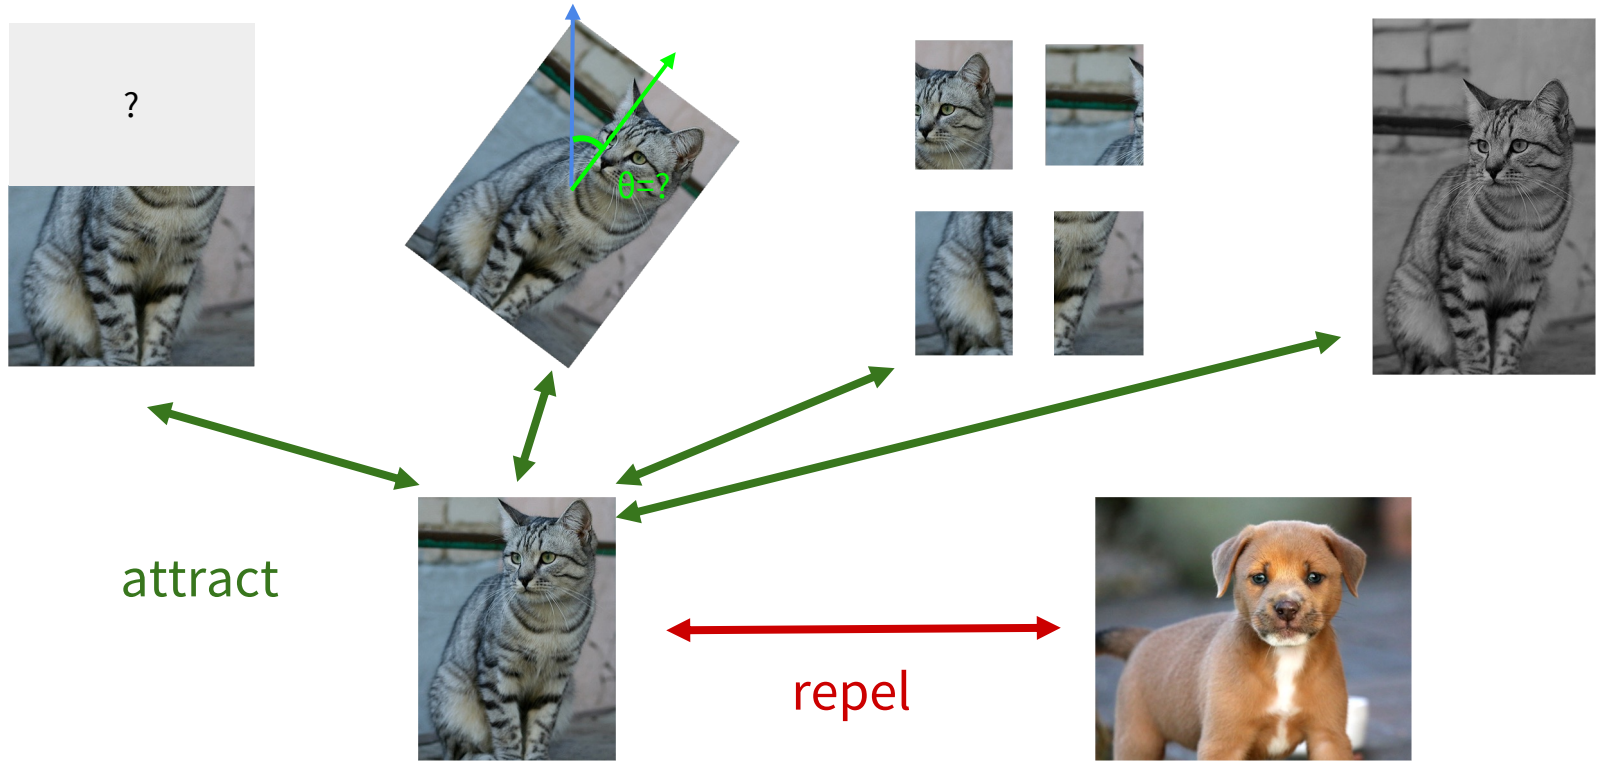 ?
θ=?
attract
repel